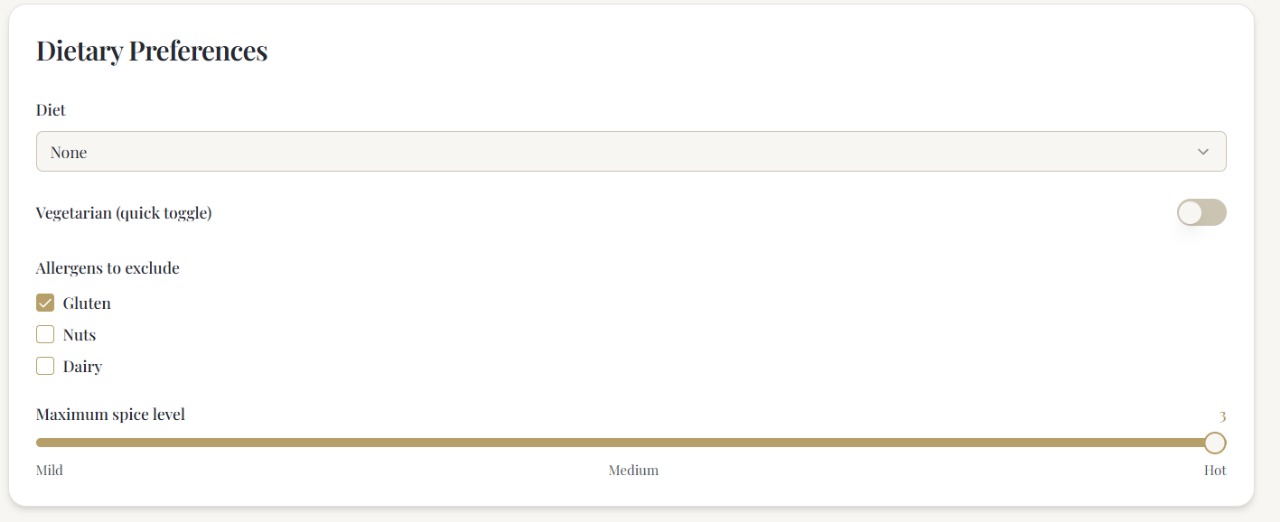 Dietary Preferences
Diet
None
Vegetarian (quick toggle)
Allergens to exclude
Gluten
Nuts
Dairy
Maximum spice level 3
Mild Medium Hot